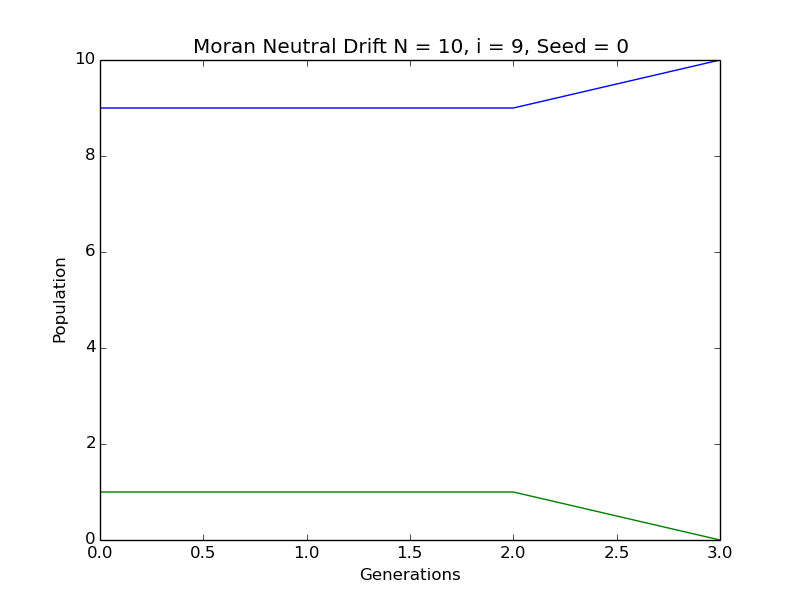 Moran Neutral Drift N = 10, i = 9, Seed = 0
10
8
6
4
2
0
Population
0.0 0.5 1.0 1.5 2.0 2.5 3.0
Generations